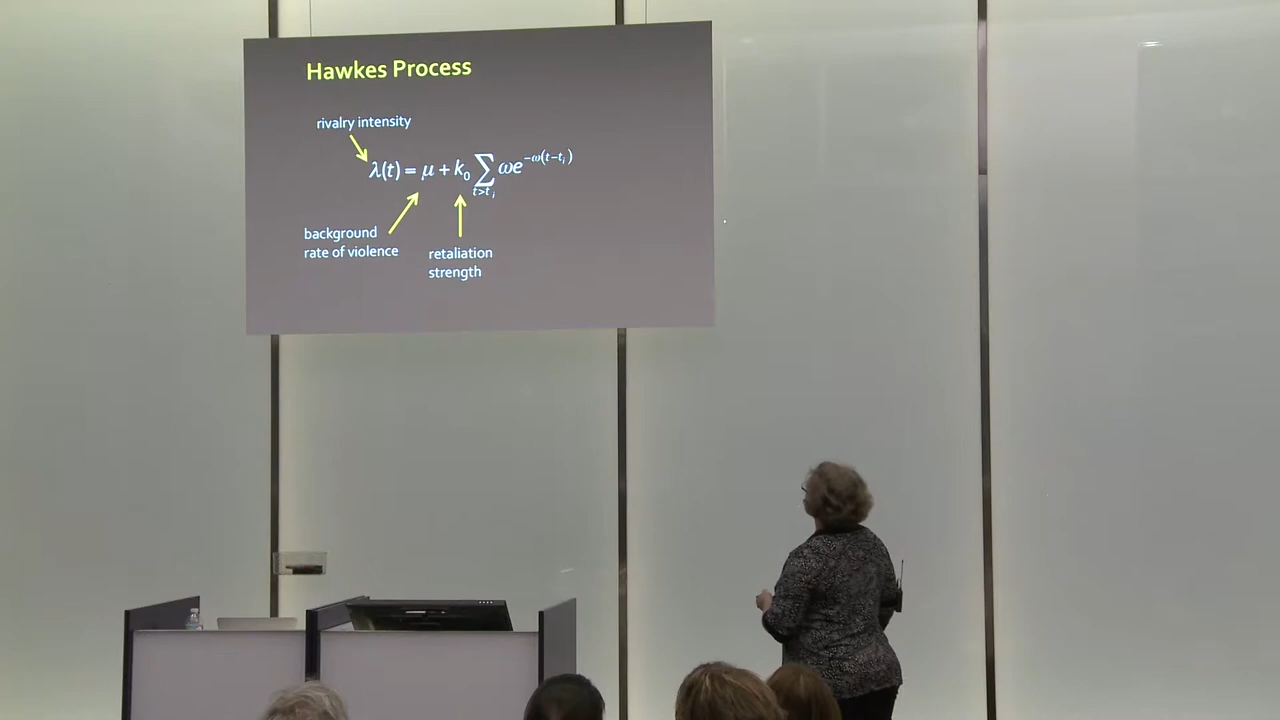 Hawkes Process
rivalry intensity
λ(t) = μ + k₀ ∑ ωe^{−ω(t−tᵢ)}
t>tᵢ
background
rate of violence
retaliation
strength